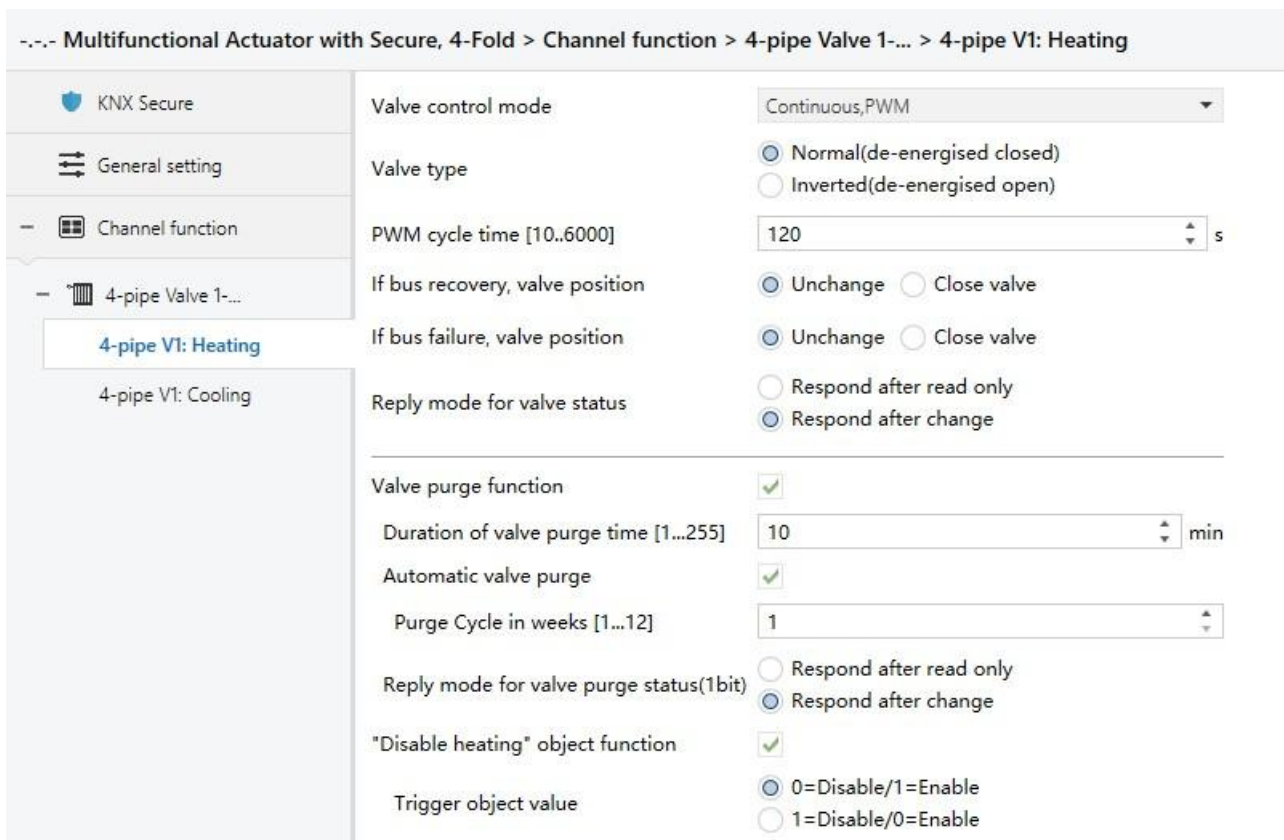 -.-.- Multifunctional Actuator with Secure, 4-Fold > Channel function > 4-pipe Valve 1-... > 4-pipe V1: Heating
KNX Secure
General setting
Channel function
4-pipe Valve 1-...
4-pipe V1: Heating
4-pipe V1: Cooling
Valve control mode Continuous,PWM
Valve type Normal(de-energised closed)
Inverted(de-energised open)
PWM cycle time [10..6000] 120 s
If bus recovery, valve position Unchange Close valve
If bus failure, valve position Unchange Close valve
Reply mode for valve status Respond after read only
Respond after change
Valve purge function
Duration of valve purge time [1...255] 10 min
Automatic valve purge
Purge Cycle in weeks [1...12] 1
Reply mode for valve purge status(1bit) Respond after read only
Respond after change
"Disable heating" object function
Trigger object value 0=Disable/1=Enable
1=Disable/0=Enable